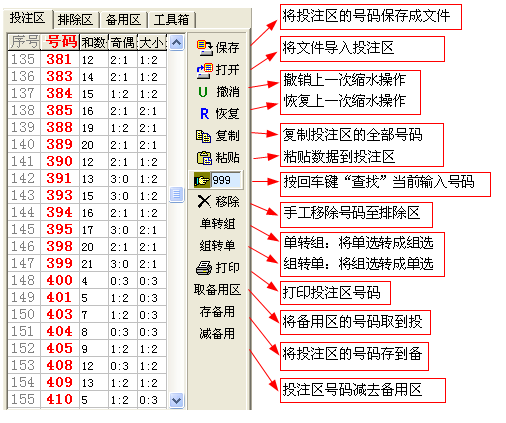 投注区 排除区 备用区 工具箱
序号 号码 和数 奇偶 大小
135 381 12 2:1 1:2
136 383 14 2:1 1:2
137 384 15 1:2 1:2
138 385 16 2:1 2:1
139 388 19 1:2 2:1
140 389 20 2:1 2:1
141 390 12 2:1 1:2
142 391 13 3:0 1:2
143 393 15 3:0 1:2
144 394 16 2:1 1:2
145 395 17 3:0 2:1
146 398 20 2:1 2:1
147 399 21 3:0 2:1
148 400 4 0:3 0:3
149 401 5 1:2 0:3
150 403 7 1:2 0:3
151 404 8 0:3 0:3
152 405 9 1:2 1:2
153 408 12 0:3 1:2
154 409 13 1:2 1:2
155 410 5 1:2 0:3
保存
打开
U 撤消
R 恢复
复制
粘贴
999
移除
单转组
组转单
打印
取备用区
存备用
减备用
将投注区的号码保存成文件
将文件导入投注区
撤销上一次缩水操作
恢复上一次缩水操作
复制投注区的全部号码
粘贴数据到投注区
按回车键“查找”当前输入号码
手工移除号码至排除区
单转组：将单选转成组选
组转单：将组选转成单选
打印投注区号码
将备用区的号码取到投
将投注区的号码存到备
投注区号码减去备用区